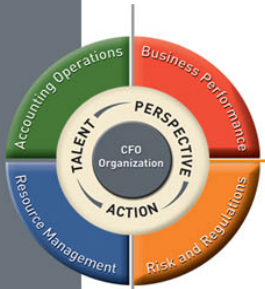 Accounting Operations
Business Performance
TALENT
PERSPECTIVE
ACTION
CFO
Organization
Resource Management
Risk and Regulations